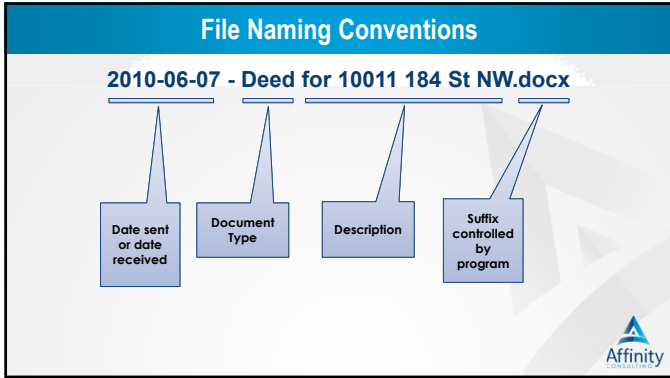 File Naming Conventions
2010-06-07 - Deed for 10011 184 St NW.docx
Date sent
or date
received
Document
Type
Description
Suffix
controlled
by
program
Affinity
CONSULTING